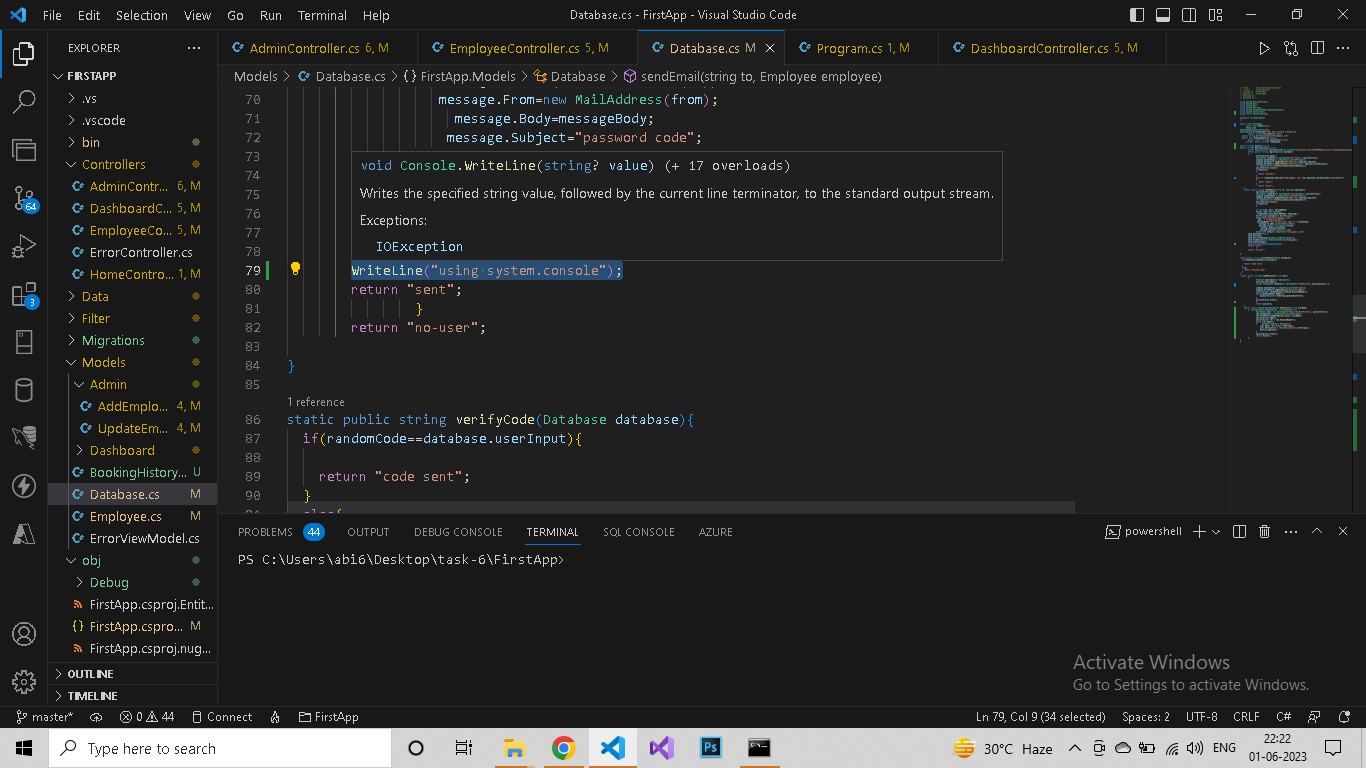 File Edit Selection View Go Run Terminal Help Database.cs - FirstApp - Visual Studio Code
EXPLORER ···
AdminController.cs 6, M EmployeeController.cs 5, M Database.cs M Program.cs 1, M DashboardController.cs 5, M
FIRSTAPP
Models > Database.cs > {} FirstApp.Models > Database > sendEmail(string to, Employee employee)
.vs
.vscode
bin
Controllers
AdminContr... 6, M
DashboardC... 5, M
EmployeeCo... 5, M
ErrorController.cs
HomeContro... 1, M
Data
Filter
Migrations
Models
Admin
AddEmplo... 4, M
UpdateEm... 4, M
Dashboard
BookingHistory... U
Database.cs M
Employee.cs M
ErrorViewModel.cs
obj
Debug
FirstApp.csproj.Entit...
{} FirstApp.cspro... M
FirstApp.csproj.nug...
OUTLINE
TIMELINE
64
3
70 message.From=new MailAddress(from);
71 message.Body=messageBody;
72 message.Subject="password code";
73
74
75
76
77
78
void Console.WriteLine(string? value) (+ 17 overloads)
Writes the specified string value, followed by the current line terminator, to the standard output stream.
Exceptions:
IOException
79 WriteLine("using·system.console");
80 return "sent";
81 }
82 return "no-user";
83
84 }
85
1 reference
86 static public string verifyCode(Database database){
87 if(randomCode==database.userInput){
88
89 return "code sent";
90 }
91 else{
PROBLEMS 44 OUTPUT DEBUG CONSOLE TERMINAL SQL CONSOLE AZURE powershell
PS C:\Users\abi6\Desktop\task-6\FirstApp>
Activate Windows
Go to Settings to activate Windows.
master* 0 44 Connect FirstApp Ln 79, Col 9 (34 selected) Spaces: 2 UTF-8 CRLF C#
Type here to search 30°C Haze ENG 22:22
01-06-2023